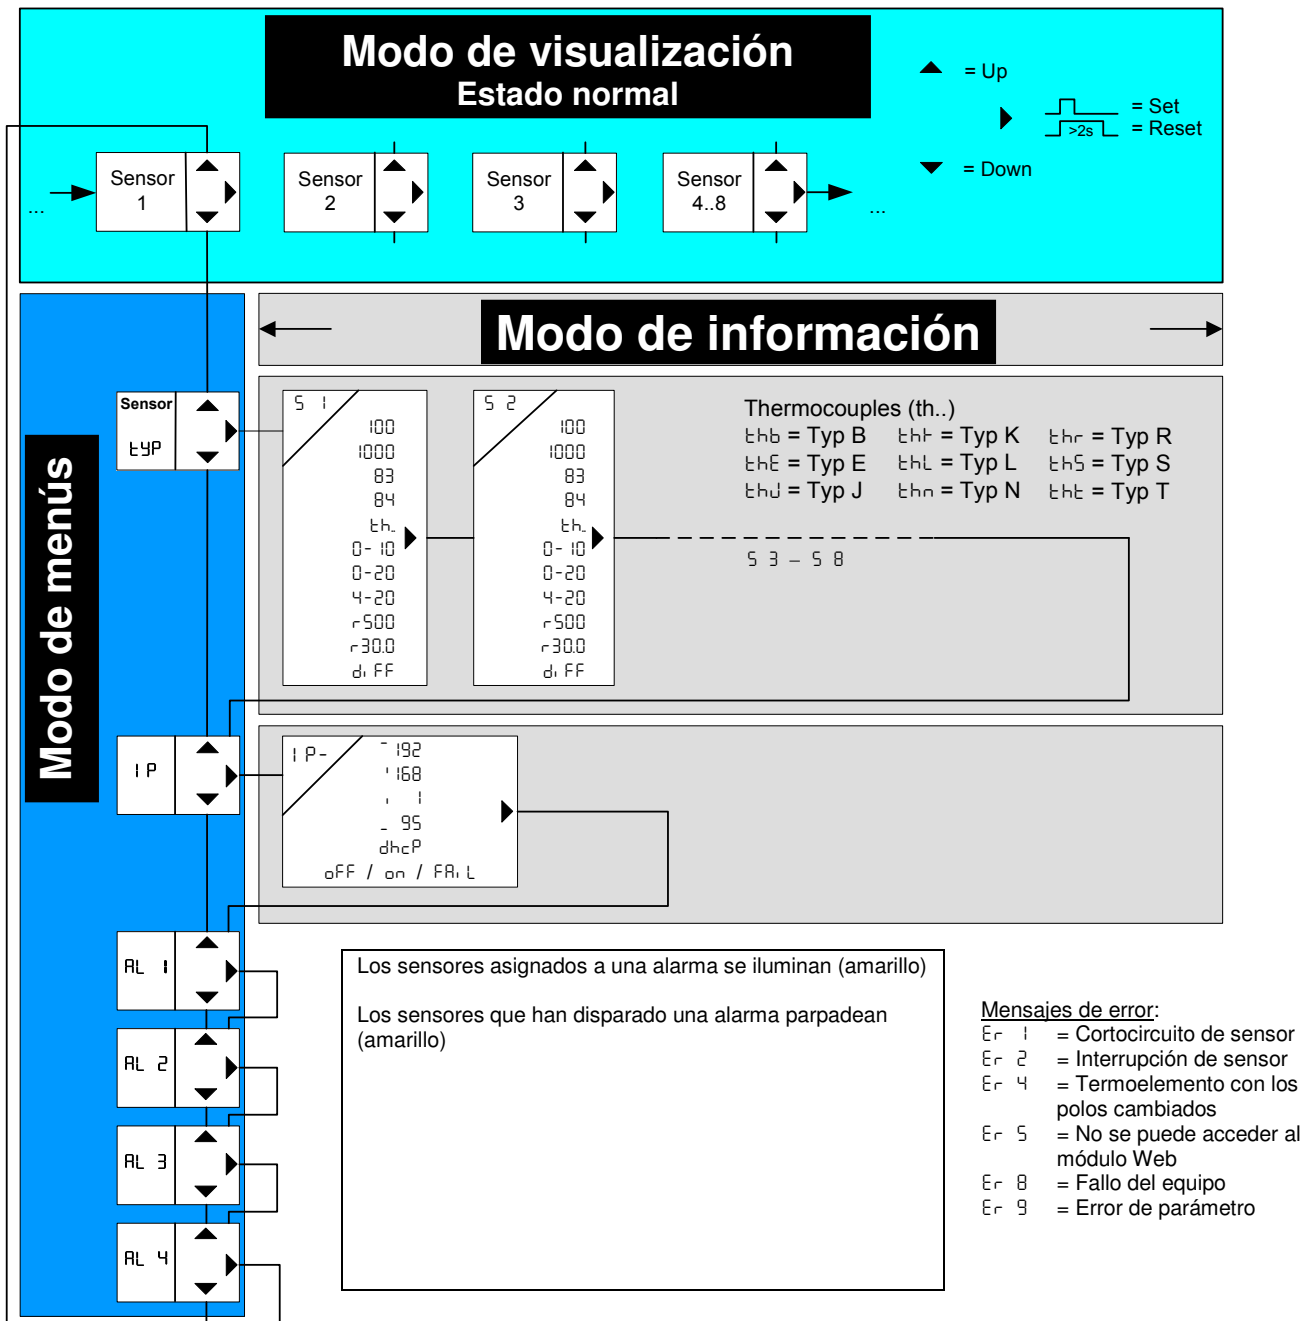 Modo de visualización
Estado normal
= Up
= Set
>2s = Reset
= Down
... Sensor 1
Sensor 2
Sensor 3
Sensor 4..8 ...
Modo de menús
Modo de información
Sensor
tYP
S 1
100
1000
83
84
th_
0-10
0-20
4-20
r500
r30.0
diFF
S 2
100
1000
83
84
th_
0-10
0-20
4-20
r500
r30.0
diFF
Thermocouples (th..)
thb = Typ B thk = Typ K thr = Typ R
thE = Typ E thL = Typ L thS = Typ S
thJ = Typ J thn = Typ N tht = Typ T
S 3 – S 8
IP
IP-
¯ 192
' 168
, 1
_ 95
dhcP
oFF / on / FAiL
AL 1
AL 2
AL 3
AL 4
Los sensores asignados a una alarma se iluminan (amarillo)
Los sensores que han disparado una alarma parpadean
(amarillo)
Mensajes de error:
Er 1 = Cortocircuito de sensor
Er 2 = Interrupción de sensor
Er 4 = Termoelemento con los
polos cambiados
Er 5 = No se puede acceder al
módulo Web
Er 8 = Fallo del equipo
Er 9 = Error de parámetro